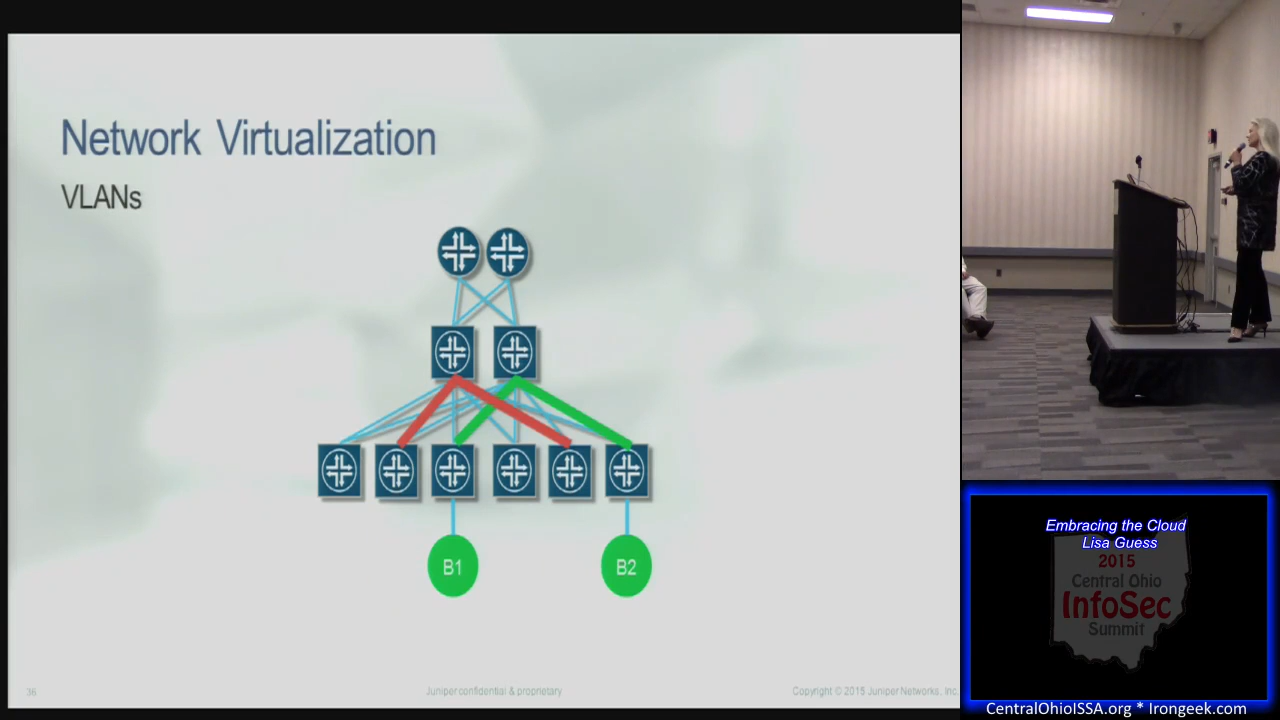 Network Virtualization
VLANs
B1
B2
36
Juniper confidential & proprietary
Copyright © 2015 Juniper Networks, Inc.
Embracing the Cloud
Lisa Guess
2015
Central Ohio
InfoSec
Summit
CentralOhioISSA.org * Irongeek.com